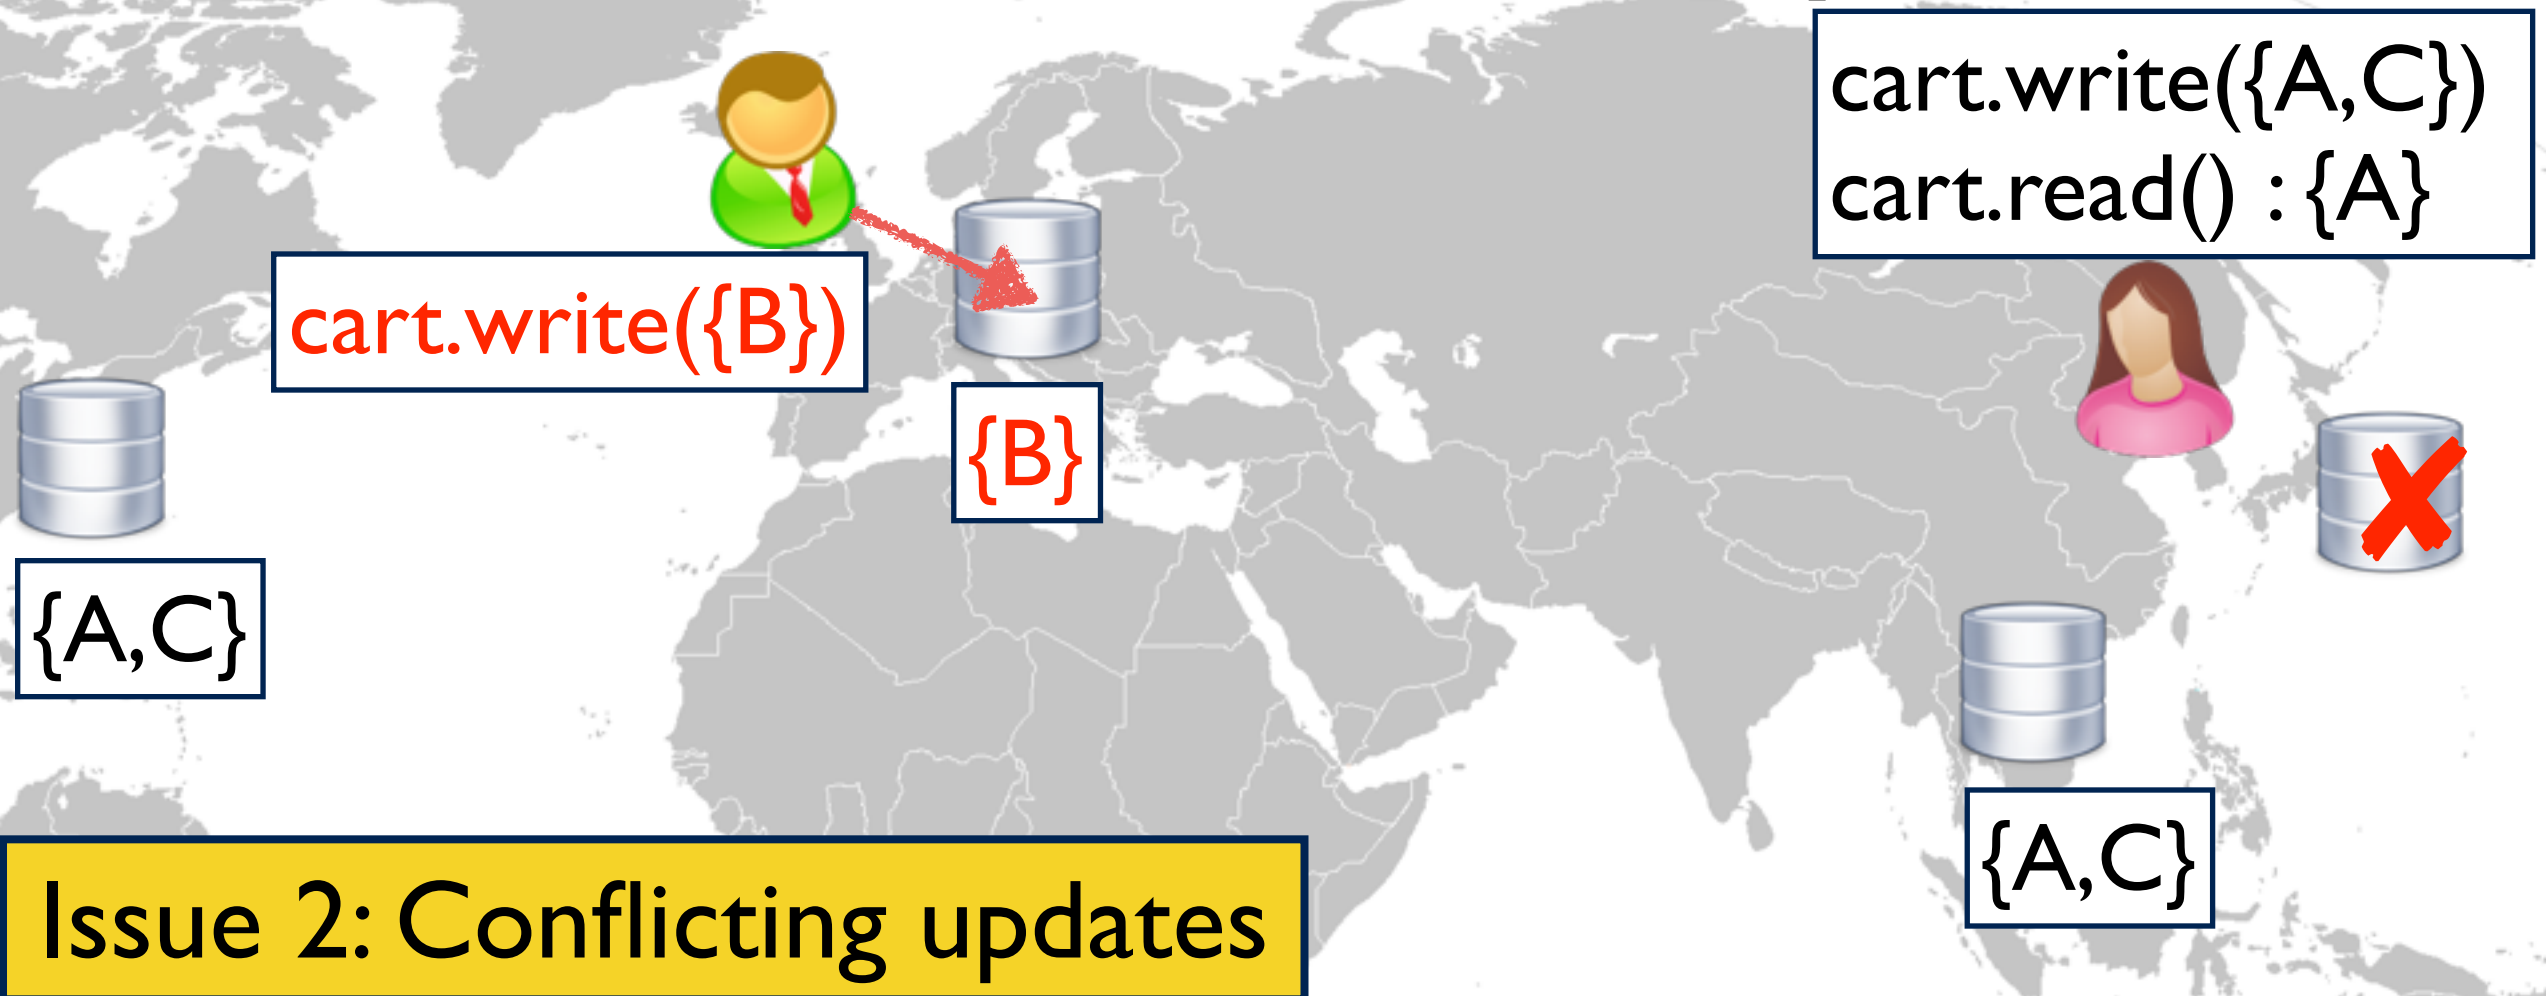 cart.write({A,C})
cart.read() : {A}
cart.write({B})
{B}
{A,C}
{A,C}
Issue 2: Conflicting updates